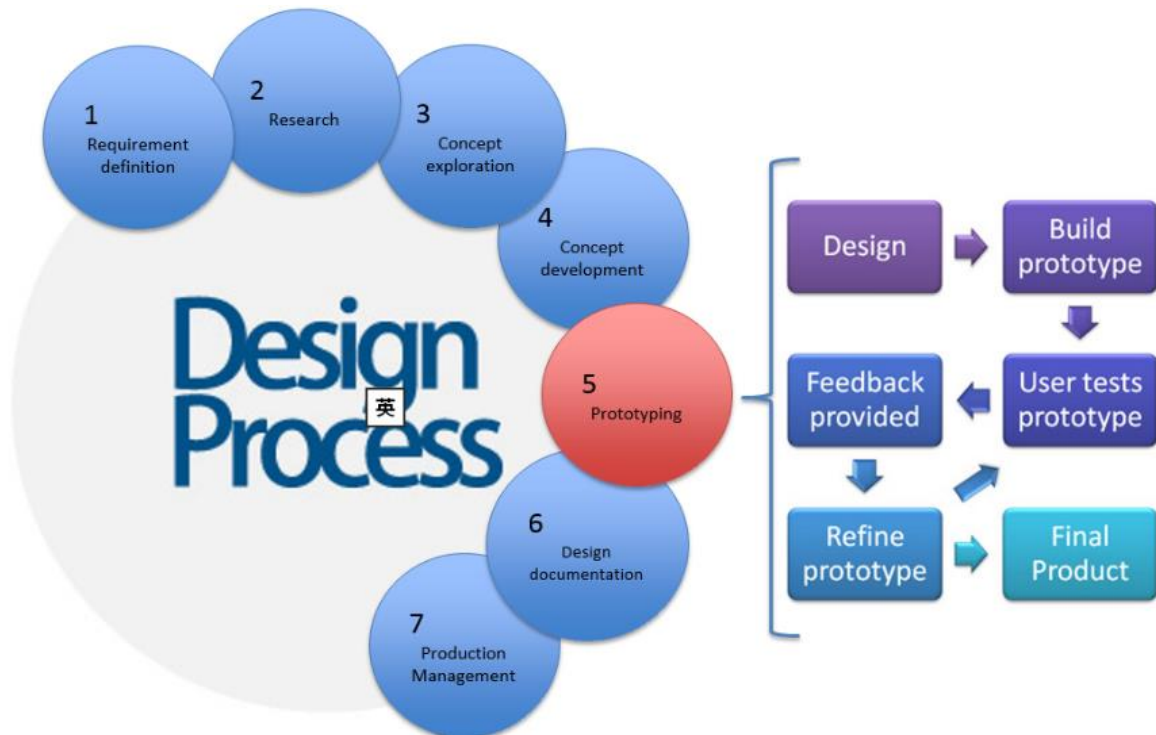 1
Requirement
definition
2
Research
3
Concept
exploration
4
Concept
development
5
Prototyping
6
Design
documentation
7
Production
Management
Design
Process
英
Design
Build
prototype
User tests
prototype
Feedback
provided
Refine
prototype
Final
Product